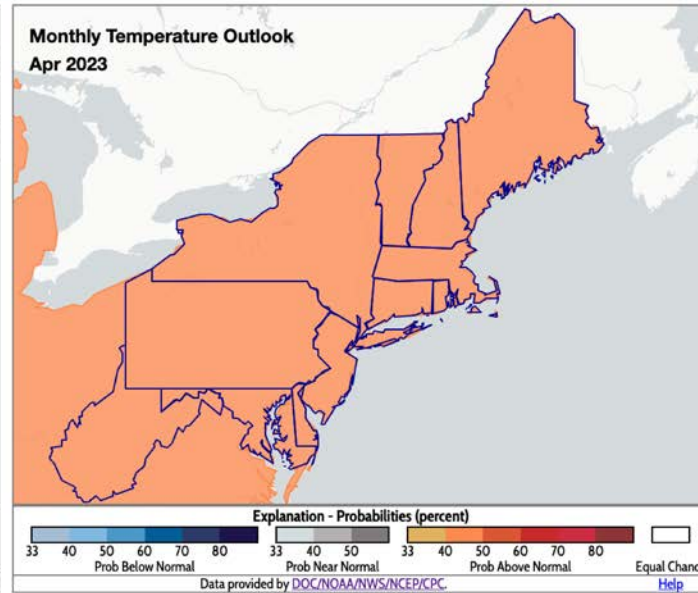 Monthly Temperature Outlook
Apr 2023
Explanation - Probabilities (percent)
33 40 50 60 70 80 33 40 50 33 40 50 60 70 80
Prob Below Normal Prob Near Normal Prob Above Normal Equal Chanc
Data provided by DOC/NOAA/NWS/NCEP/CPC. Help